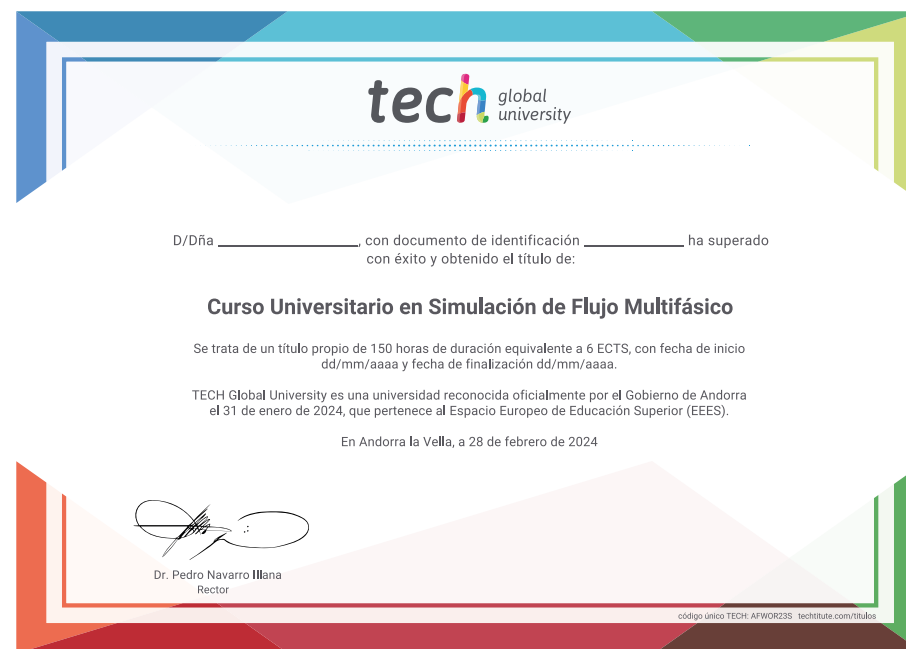 tech global university
D/Dña ____________________, con documento de identificación ______________ ha superado
con éxito y obtenido el título de:
Curso Universitario en Simulación de Flujo Multifásico
Se trata de un título propio de 150 horas de duración equivalente a 6 ECTS, con fecha de inicio
dd/mm/aaaa y fecha de finalización dd/mm/aaaa.
TECH Global University es una universidad reconocida oficialmente por el Gobierno de Andorra
el 31 de enero de 2024, que pertenece al Espacio Europeo de Educación Superior (EEES).
En Andorra la Vella, a 28 de febrero de 2024
Dr. Pedro Navarro Illana
Rector
código único TECH: AFWOR23S techtitute.com/titulos